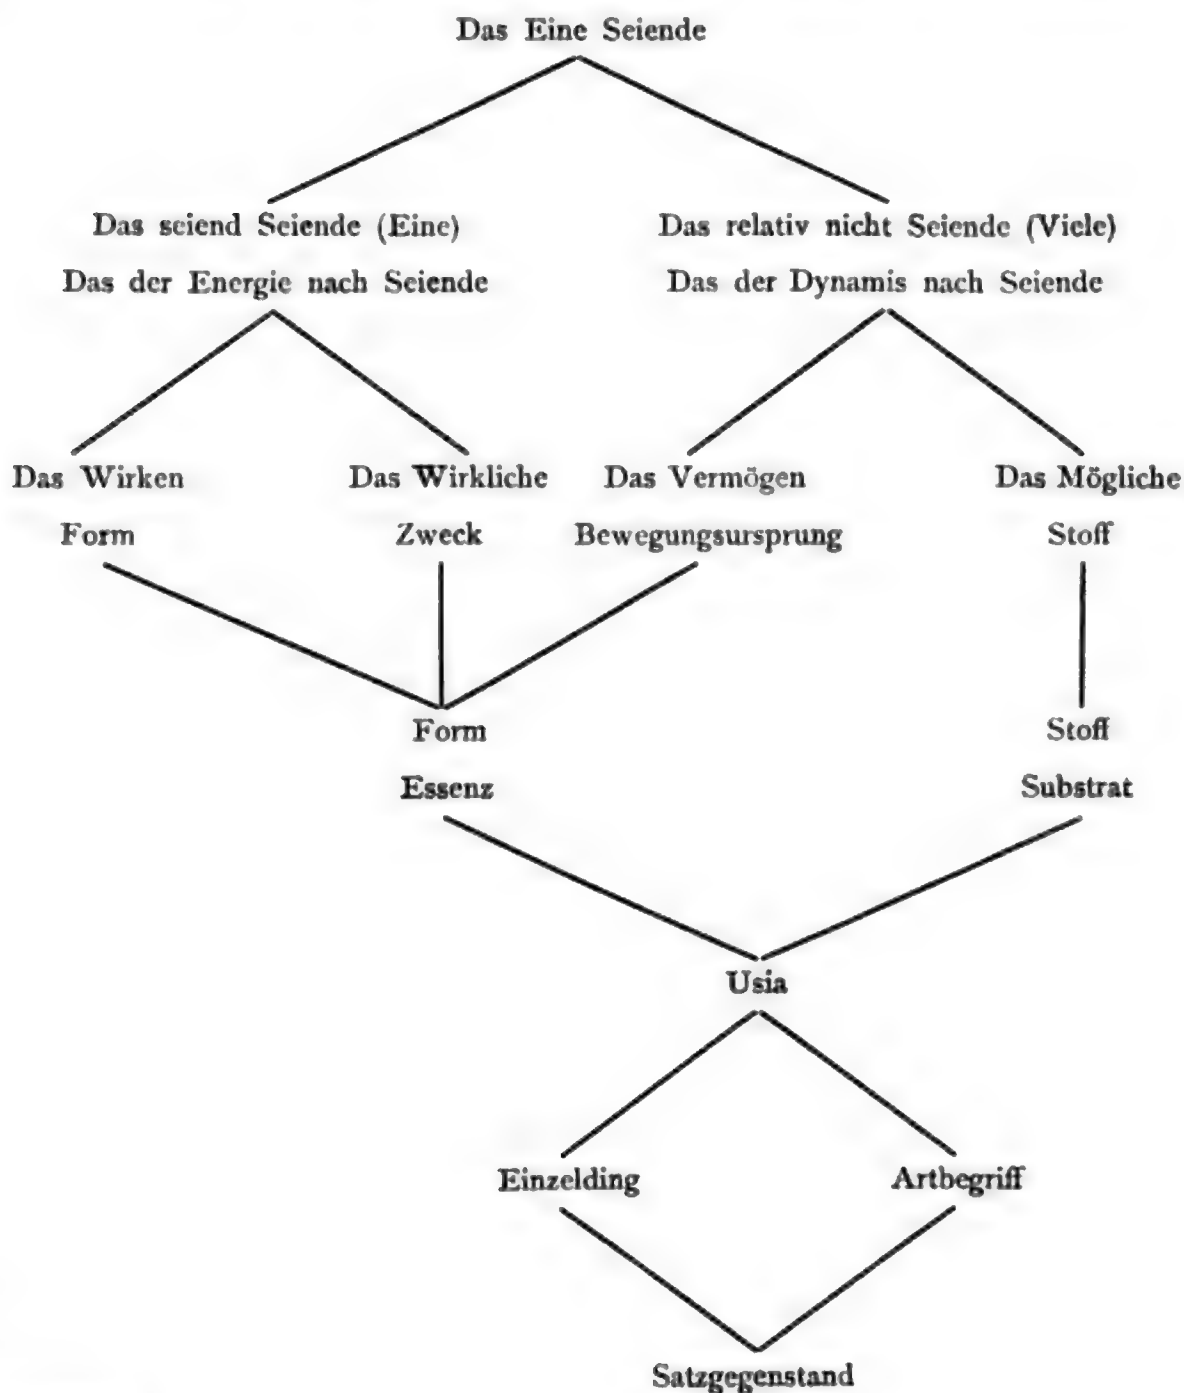 Das Eine Seiende
Das seiend Seiende (Eine) Das relativ nicht Seiende (Viele)
Das der Energie nach Seiende Das der Dynamis nach Seiende
Das Wirken Das Wirkliche Das Vermögen Das Mögliche
Form Zweck Bewegungsursprung Stoff
Form Stoff
Essenz Substrat
Usia
Einzelding Artbegriff
Satzgegenstand